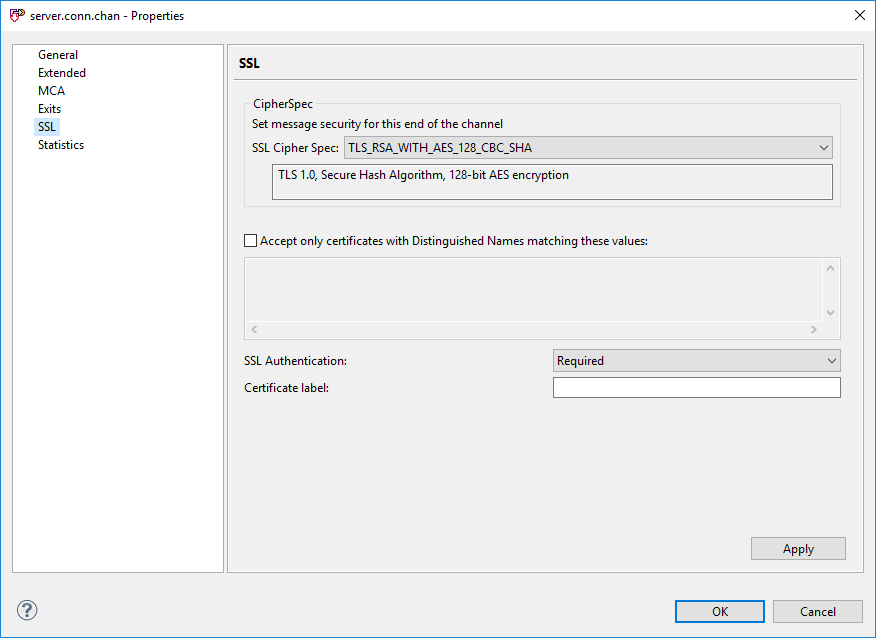 server.conn.chan - Properties
General
Extended
MCA
Exits
SSL
Statistics
SSL
CipherSpec
Set message security for this end of the channel
SSL Cipher Spec: TLS_RSA_WITH_AES_128_CBC_SHA
TLS 1.0, Secure Hash Algorithm, 128-bit AES encryption
Accept only certificates with Distinguished Names matching these values:
SSL Authentication: Required
Certificate label:
Apply
?
OK Cancel